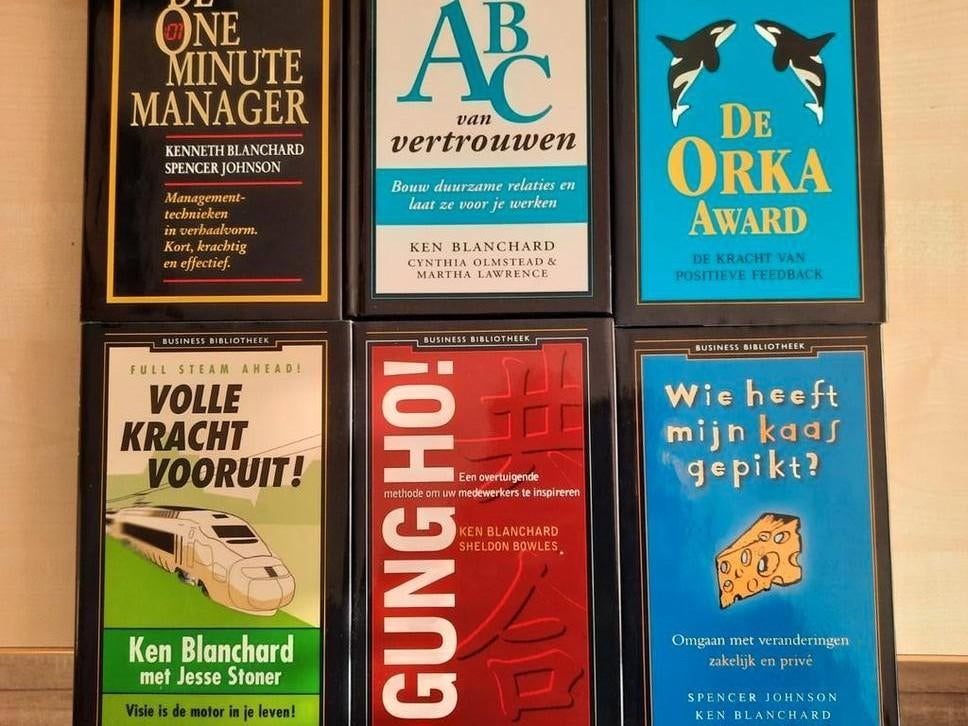 DE
ONE
MINUTE
MANAGER
KENNETH BLANCHARD
SPENCER JOHNSON
Management-
technieken
in verhaalvorm.
Kort, krachtig
en effectief.
ABC
van
vertrouwen
Bouw duurzame relaties en
laat ze voor je werken
KEN BLANCHARD
CYNTHIA OLMSTEAD &
MARTHA LAWRENCE
DE
ORKA
AWARD
DE KRACHT VAN
POSITIEVE FEEDBACK
BUSINESS BIBLIOTHEEK
FULL STEAM AHEAD!
VOLLE
KRACHT
VOORUIT!
Ken Blanchard
met Jesse Stoner
Visie is de motor in je leven!
BUSINESS BIBLIOTHEEK
GUNG HO!
共
合
Een overtuigende
methode om uw medewerkers te inspireren
KEN BLANCHARD
SHELDON BOWLES
BUSINESS BIBLIOTHEEK
Wie heeft
mijn kaas
gepikt?
Omgaan met veranderingen
zakelijk en privé
SPENCER JOHNSON
KEN BLANCHARD